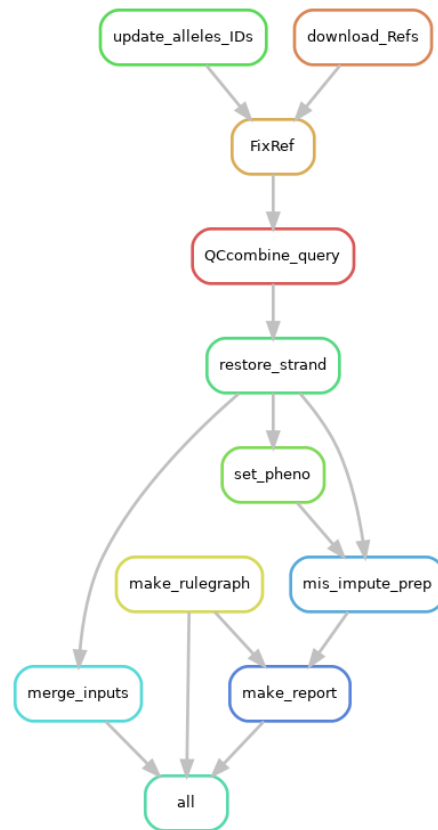 update_alleles_IDs
download_Refs
FixRef
QCcombine_query
restore_strand
set_pheno
make_rulegraph
mis_impute_prep
merge_inputs
make_report
all